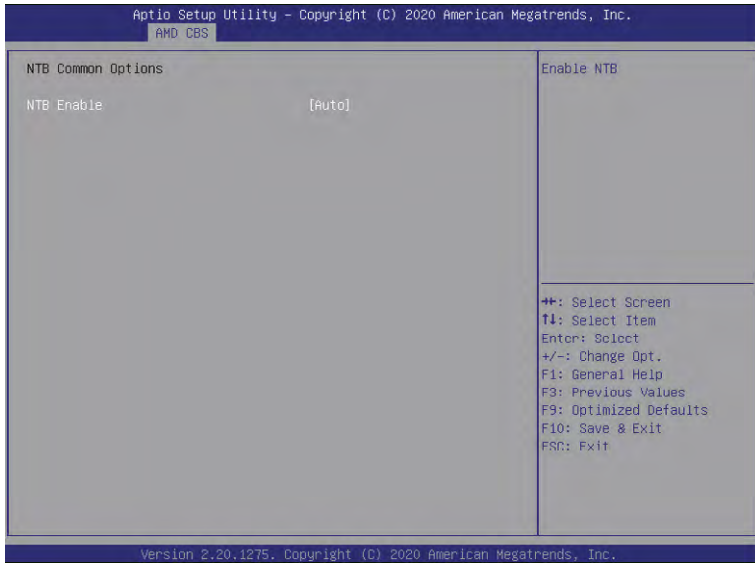 Aptio Setup Utility – Copyright (C) 2020 American Megatrends, Inc.
AMD CBS
NTB Common Options
NTB Enable [Auto]
Enable NTB
→←: Select Screen
↑↓: Select Item
Enter: Select
+/-: Change Opt.
F1: General Help
F3: Previous Values
F9: Optimized Defaults
F10: Save & Exit
ESC: Exit
Version 2.20.1275. Copyright (C) 2020 American Megatrends, Inc.